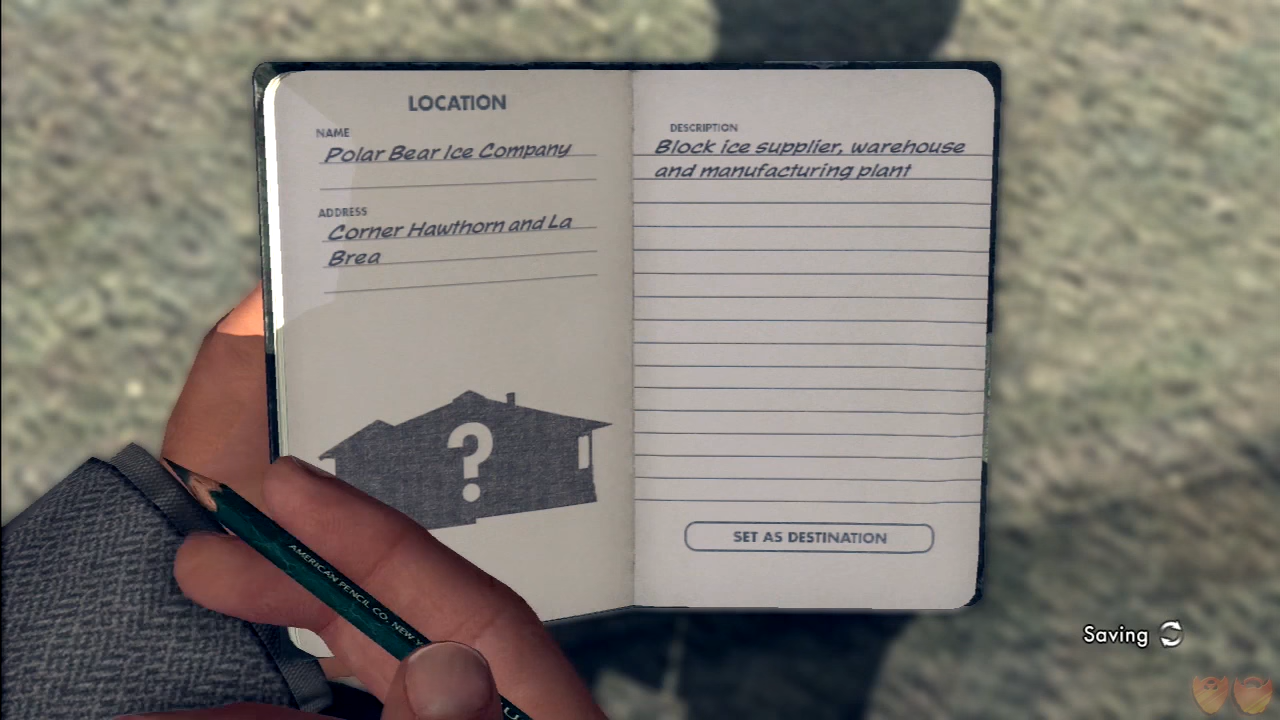 LOCATION
NAME
Polar Bear Ice Company
ADDRESS
Corner Hawthorn and La
Brea
?
DESCRIPTION
Block ice supplier, warehouse
and manufacturing plant
SET AS DESTINATION
AMERICAN PENCIL CO. NEW
Saving